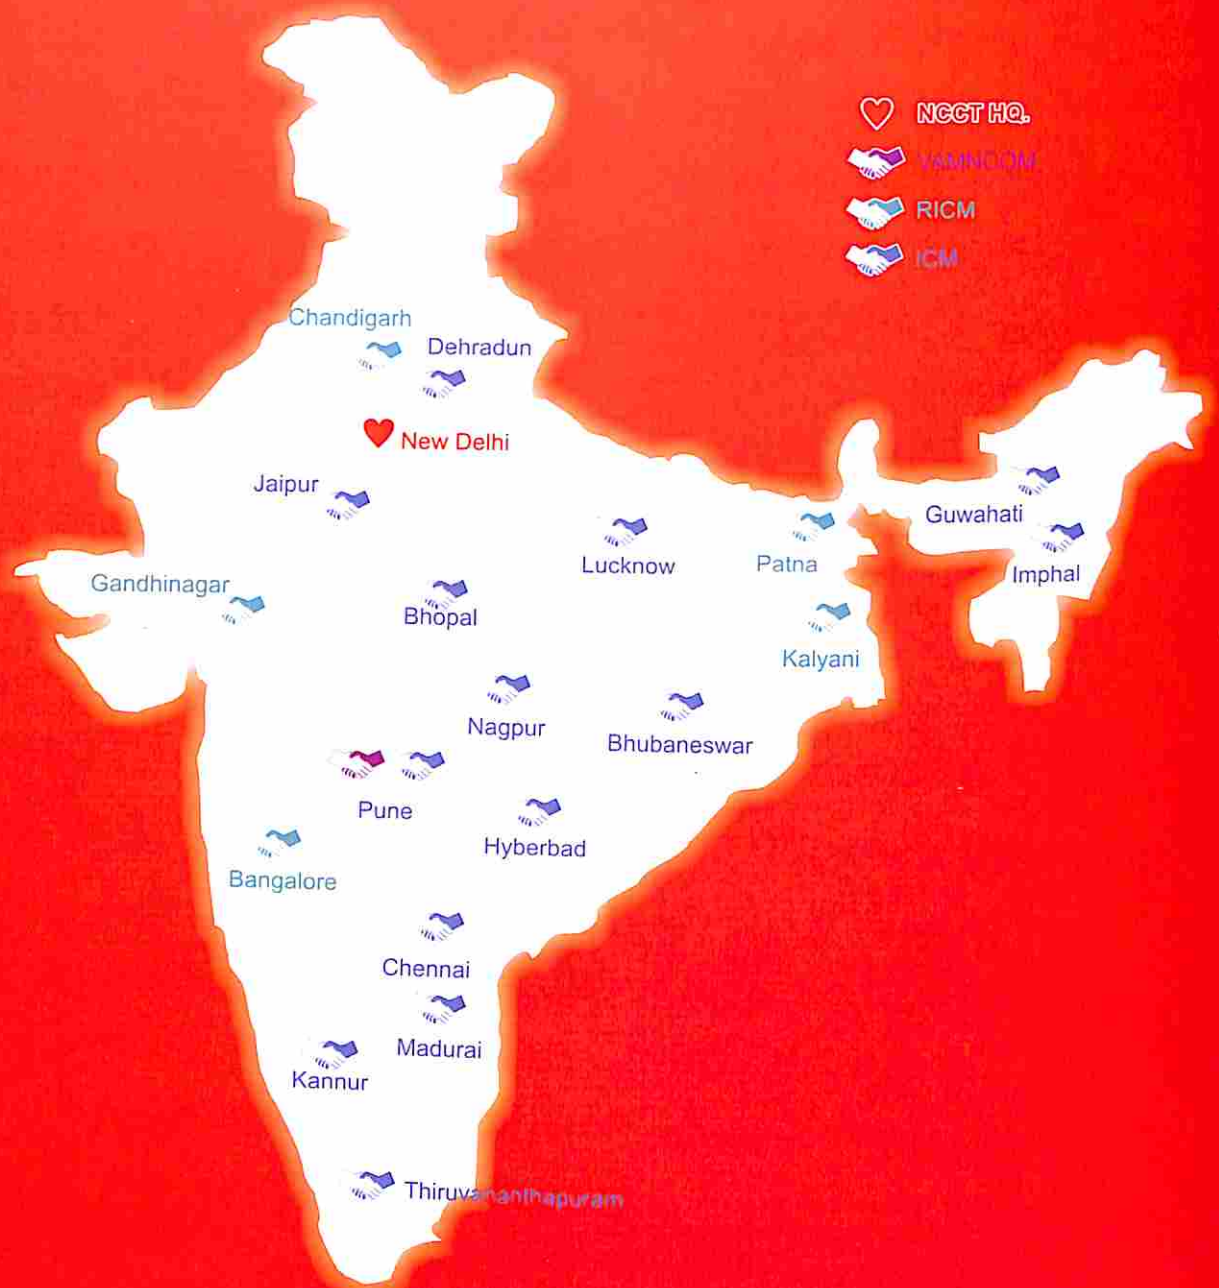 NCCT HQ.
VAMNICOM
RICM
ICM
Chandigarh
Dehradun
New Delhi
Jaipur
Guwahati
Lucknow
Patna
Imphal
Gandhinagar
Bhopal
Kalyani
Nagpur
Bhubaneswar
Pune
Hyberbad
Bangalore
Chennai
Madurai
Kannur
Thiruvananthapuram